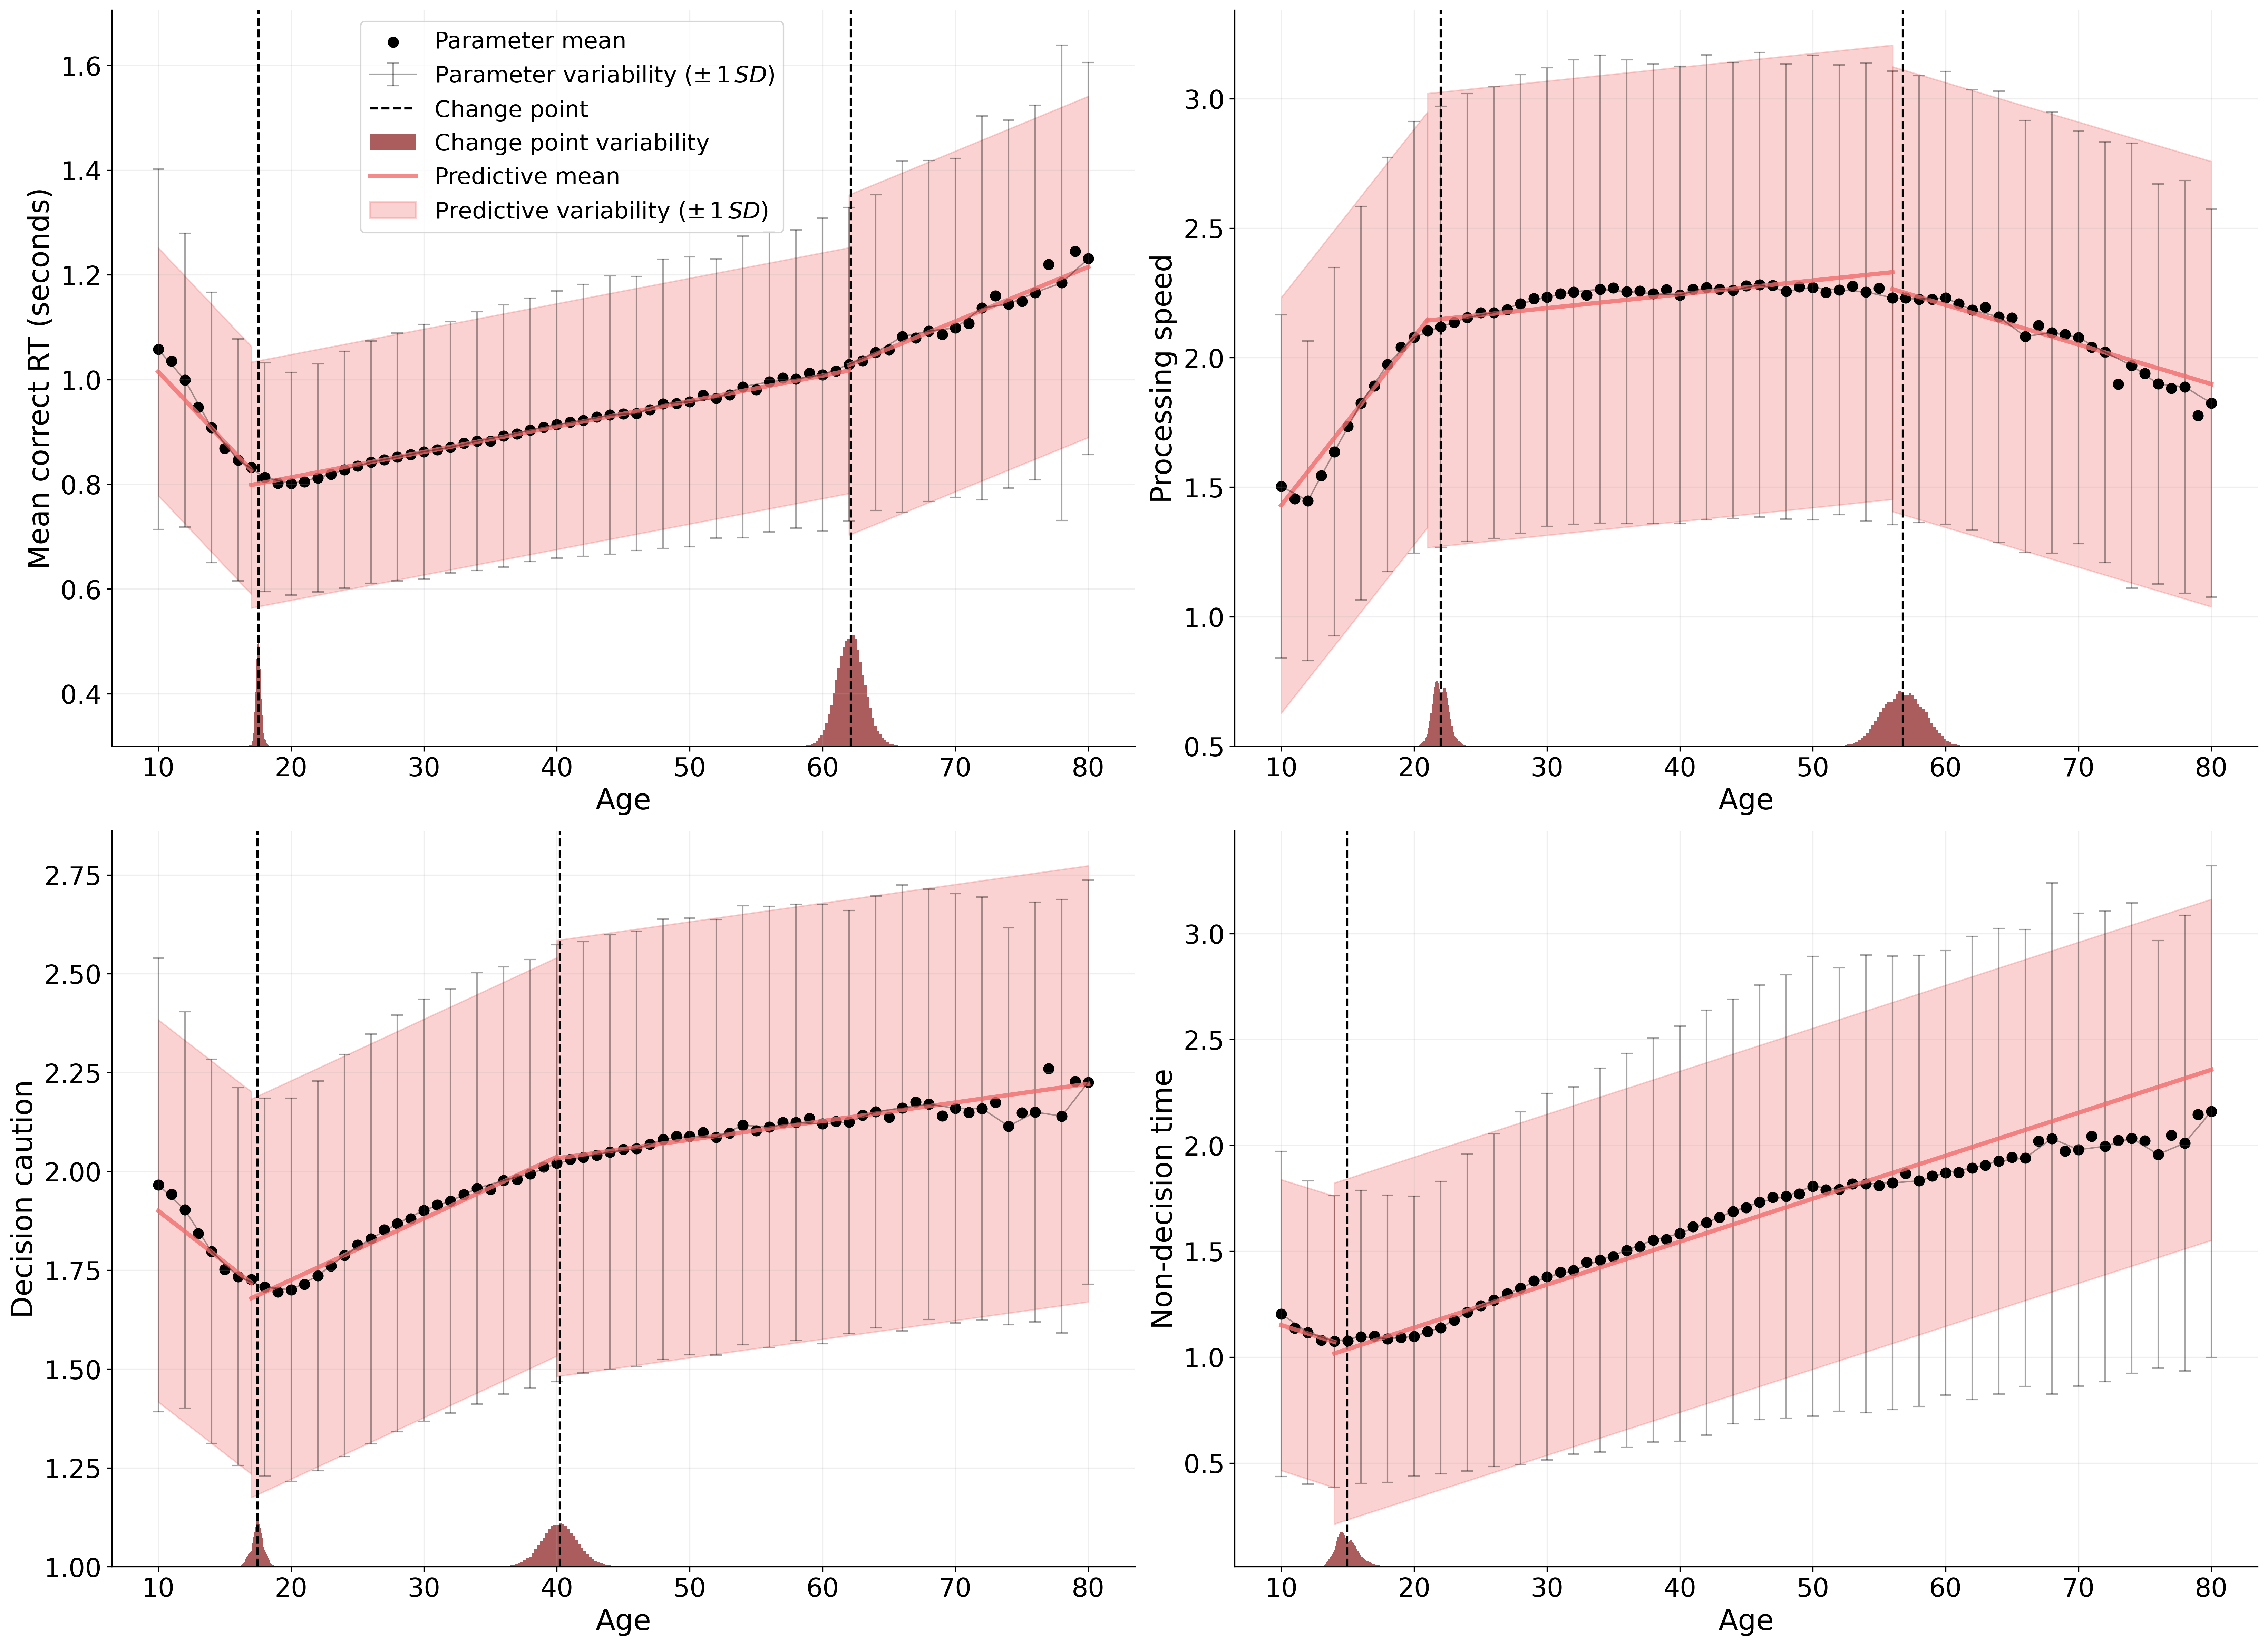 Mean correct RT (seconds)
1.6
1.4
1.2
1.0
0.8
0.6
0.4
Parameter mean
Parameter variability (± 1 SD)
Change point
Change point variability
Predictive mean
Predictive variability (± 1 SD)
10 20 30 40 50 60 70 80
Age
Processing speed
3.0
2.5
2.0
1.5
1.0
0.5
10 20 30 40 50 60 70 80
Age
Decision caution
2.75
2.50
2.25
2.00
1.75
1.50
1.25
1.00
10 20 30 40 50 60 70 80
Age
Non-decision time
3.0
2.5
2.0
1.5
1.0
0.5
10 20 30 40 50 60 70 80
Age